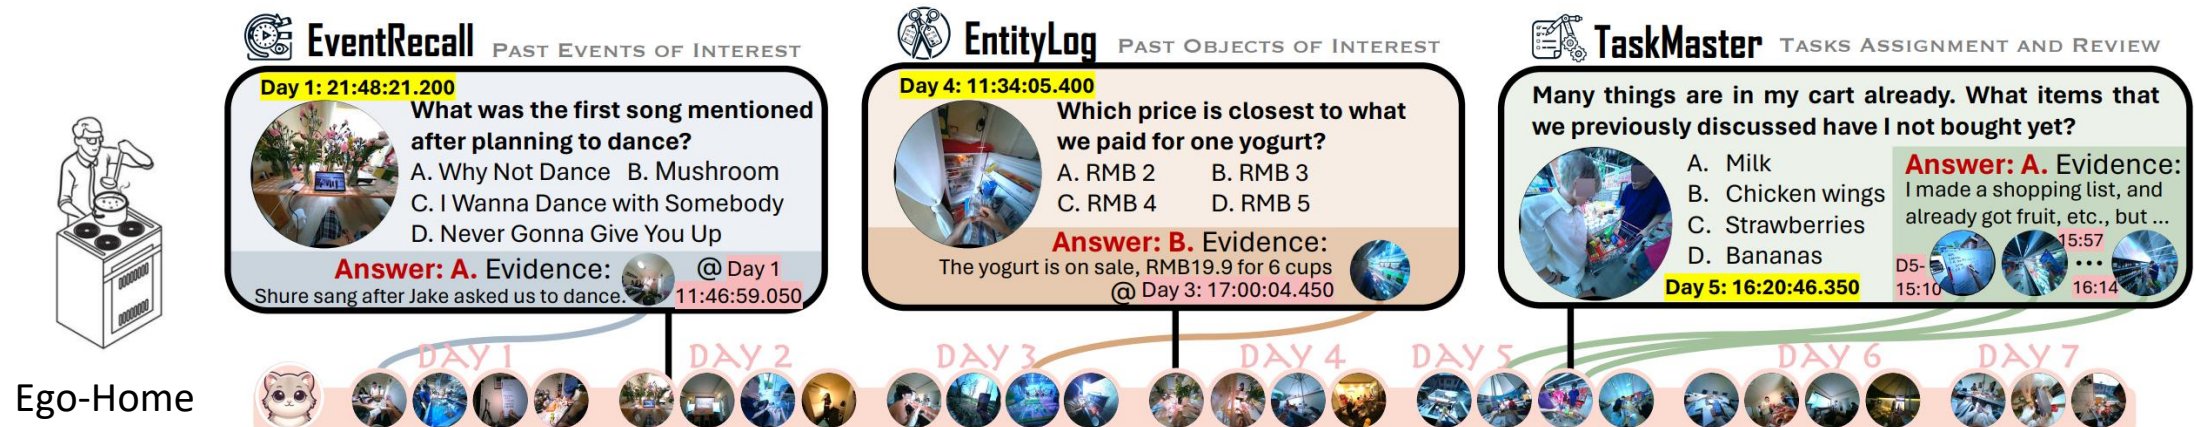 EventRecall PAST EVENTS OF INTEREST
Day 1: 21:48:21.200
What was the first song mentioned
after planning to dance?
A. Why Not Dance B. Mushroom
C. I Wanna Dance with Somebody
D. Never Gonna Give You Up
Answer: A. Evidence:
Shure sang after Jake asked us to dance.
@ Day 1
11:46:59.050
EntityLog PAST OBJECTS OF INTEREST
Day 4: 11:34:05.400
Which price is closest to what
we paid for one yogurt?
A. RMB 2 B. RMB 3
C. RMB 4 D. RMB 5
Answer: B. Evidence:
The yogurt is on sale, RMB19.9 for 6 cups
@ Day 3: 17:00:04.450
TaskMaster TASKS ASSIGNMENT AND REVIEW
Many things are in my cart already. What items that
we previously discussed have I not bought yet?
A. Milk
B. Chicken wings
C. Strawberries
D. Bananas
Day 5: 16:20:46.350
Answer: A. Evidence:
I made a shopping list, and
already got fruit, etc., but ...
D5-
15:10
15:57
...
16:14
DAY 1 DAY 2 DAY 3 DAY 4 DAY 5 DAY 6 DAY 7
Ego-Home